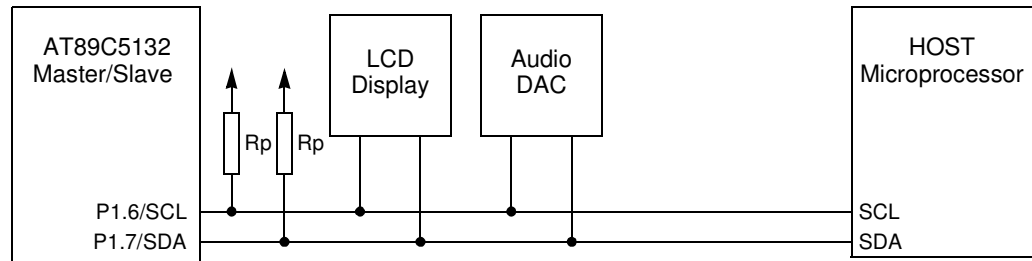 AT89C5132
Master/Slave
LCD
Display
Audio
DAC
HOST
Microprocessor
Rp
Rp
P1.6/SCL
SCL
P1.7/SDA
SDA